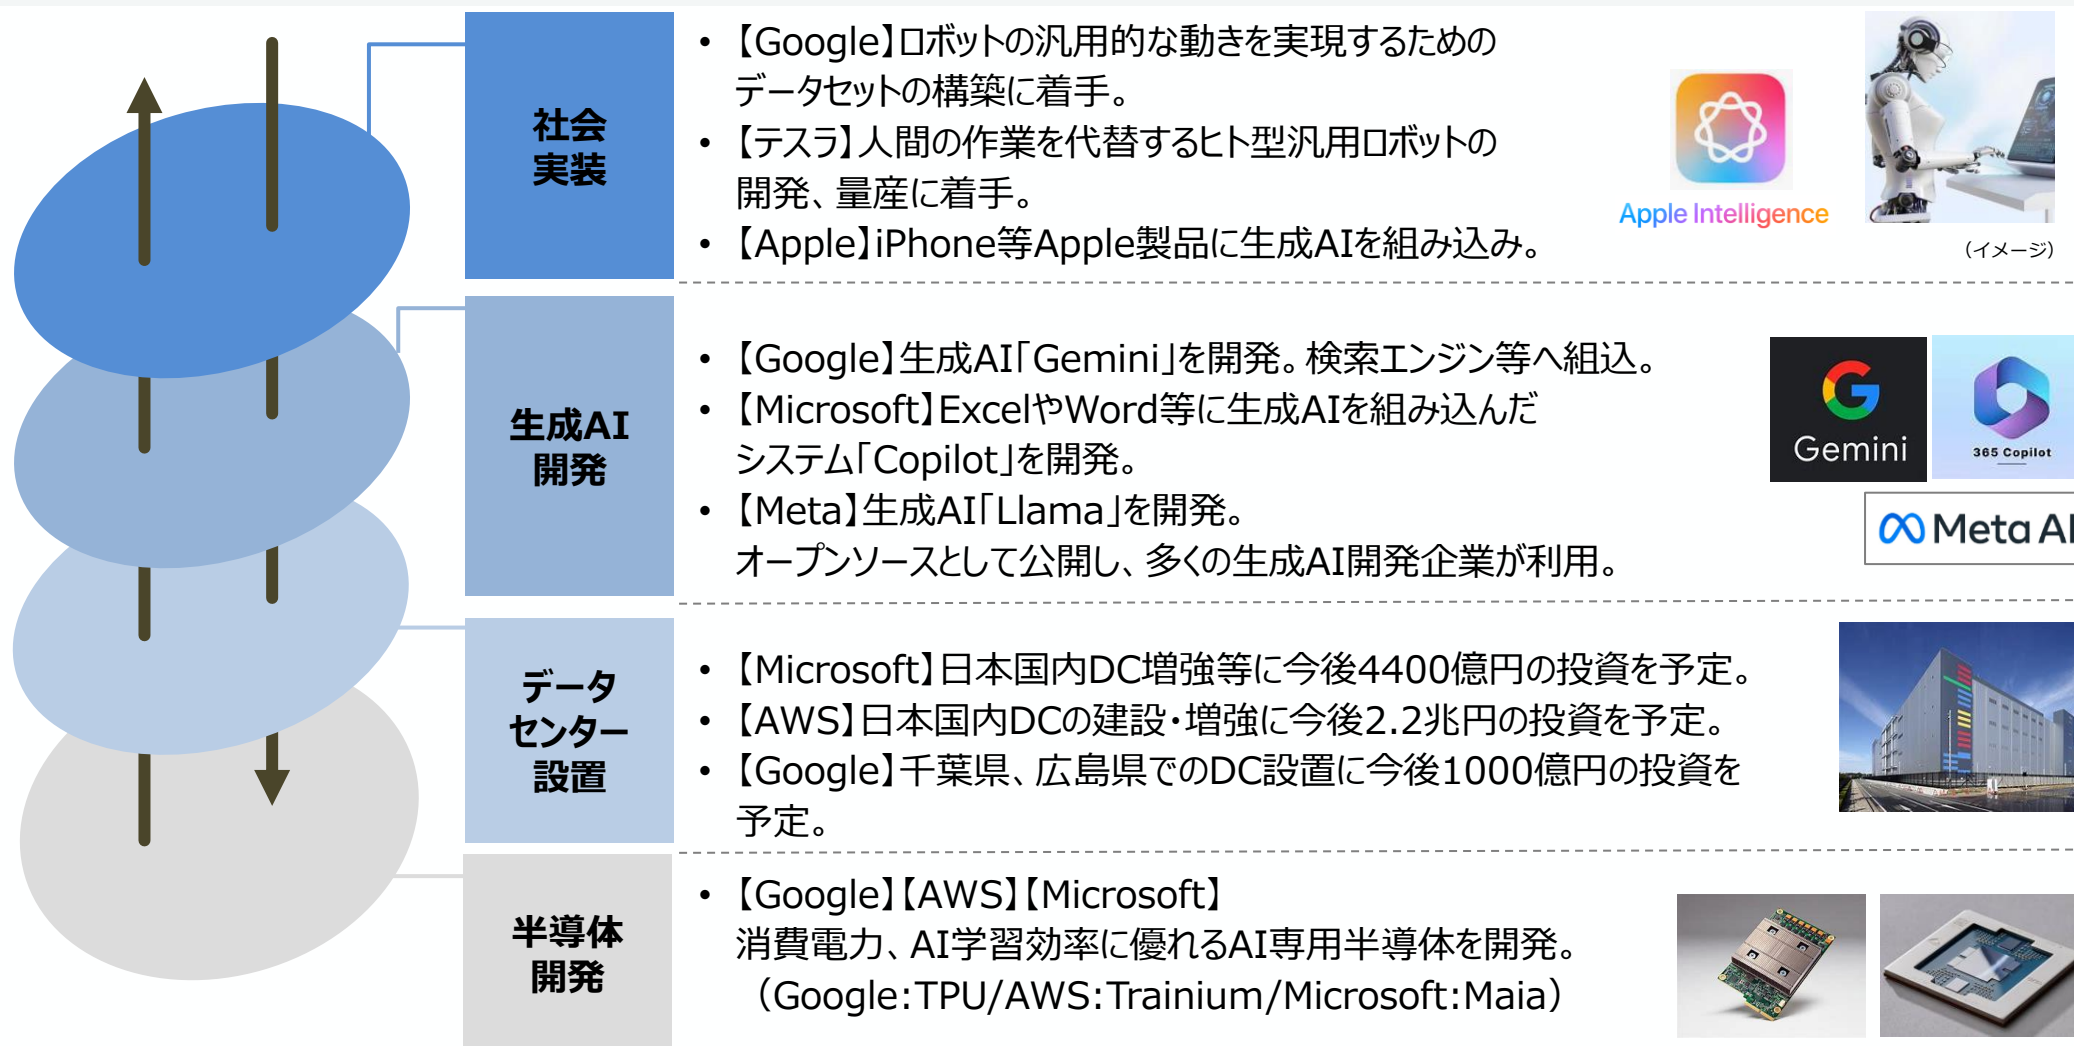 社会
実装
• 【Google】ロボットの汎用的な動きを実現するための
データセットの構築に着手。
• 【テスラ】人間の作業を代替するヒト型汎用ロボットの
開発、量産に着手。
• 【Apple】iPhone等Apple製品に生成AIを組み込み。
Apple Intelligence
（イメージ）
生成AI
開発
• 【Google】生成AI「Gemini」を開発。検索エンジン等へ組込。
• 【Microsoft】ExcelやWord等に生成AIを組み込んだ
システム「Copilot」を開発。
• 【Meta】生成AI「Llama」を開発。
オープンソースとして公開し、多くの生成AI開発企業が利用。
Gemini
365 Copilot
Meta AI
データ
センター
設置
• 【Microsoft】日本国内DC増強等に今後4400億円の投資を予定。
• 【AWS】日本国内DCの建設・増強に今後2.2兆円の投資を予定。
• 【Google】千葉県、広島県でのDC設置に今後1000億円の投資を
予定。
半導体
開発
• 【Google】【AWS】【Microsoft】
消費電力、AI学習効率に優れるAI専用半導体を開発。
（Google:TPU/AWS:Trainium/Microsoft:Maia）